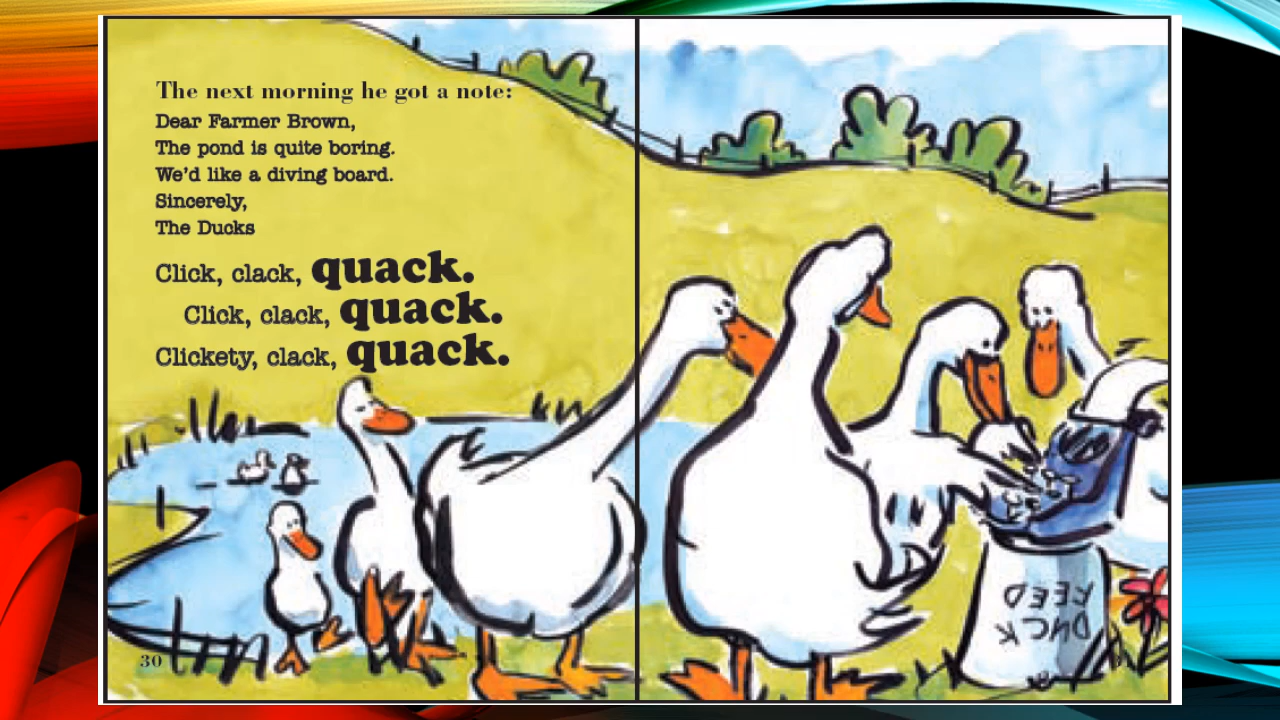 The next morning he got a note:
Dear Farmer Brown,
The pond is quite boring.
We'd like a diving board.
Sincerely,
The Ducks
Click, clack, quack.
Click, clack, quack.
Clickety, clack, quack.
30
DUCK
FEED